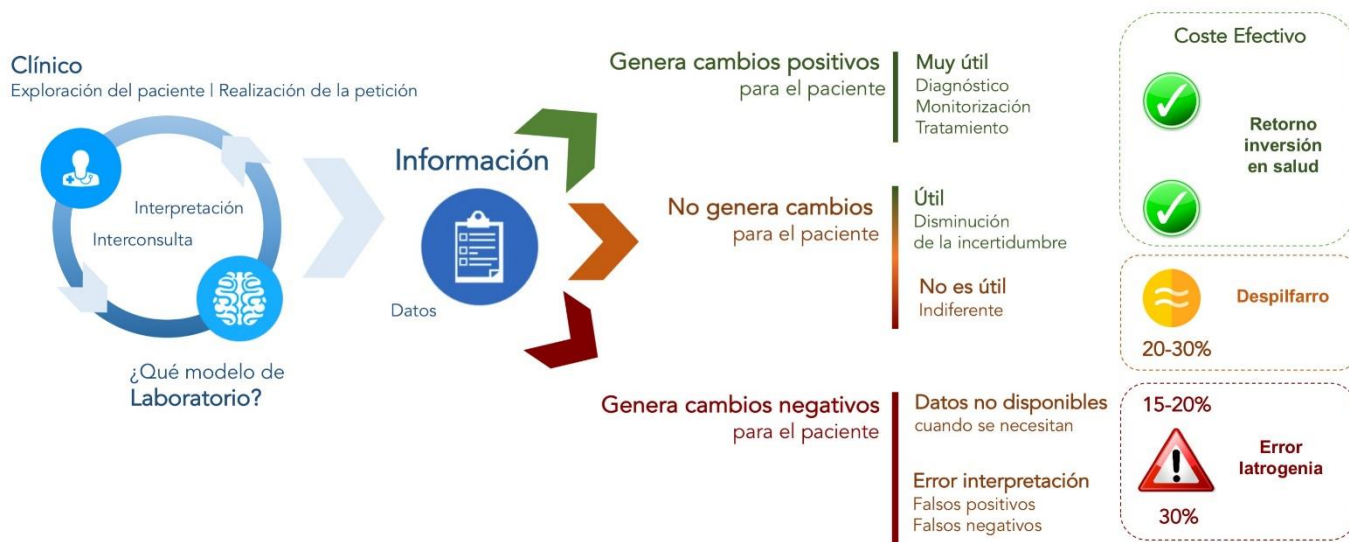 Clínico
Exploración del paciente | Realización de la petición
Interpretación
Interconsulta
¿Qué modelo de
Laboratorio?
Información
Datos
Genera cambios positivos
para el paciente
Muy útil
Diagnóstico
Monitorización
Tratamiento
No genera cambios
para el paciente
Útil
Disminución
de la incertidumbre
No es útil
Indiferente
Genera cambios negativos
para el paciente
Datos no disponibles
cuando se necesitan
Error interpretación
Falsos positivos
Falsos negativos
Coste Efectivo
Retorno
inversión
en salud
Despilfarro
20-30%
15-20%
Error
Iatrogenia
30%